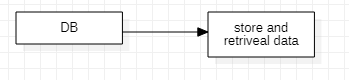 DB
store and
retriveal data